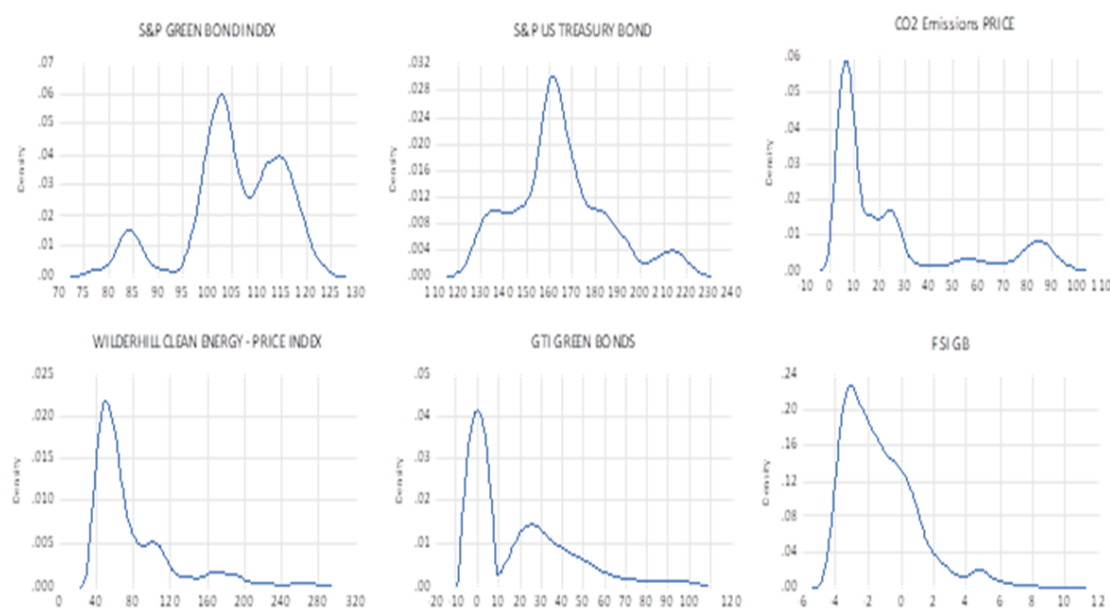 S&P GREEN BOND INDEX
.07
.06
.05
.04
.03
.02
.01
.00
Density
70 75 80 85 90 95 100 105 110 115 120 125 130
S&P US TREASURY BOND
.032
.028
.024
.020
.016
.012
.008
.004
.000
Density
110 120 130 140 150 160 170 180 190 200 210 220 230 240
CO2 Emissions PRICE
.06
.05
.04
.03
.02
.01
.00
Density
-10 0 10 20 30 40 50 60 70 80 90 100 110
WILDERHILL CLEAN ENERGY - PRICE INDEX
.025
.020
.015
.010
.005
.000
Density
0 40 80 120 160 200 240 280 320
GTI GREEN BONDS
.05
.04
.03
.02
.01
.00
Density
20 10 0 10 20 30 40 50 60 70 80 90 100 110 120
FSI GB
.24
.20
.16
.12
.08
.04
.00
Density
-6 -4 -2 0 2 4 6 8 10 12